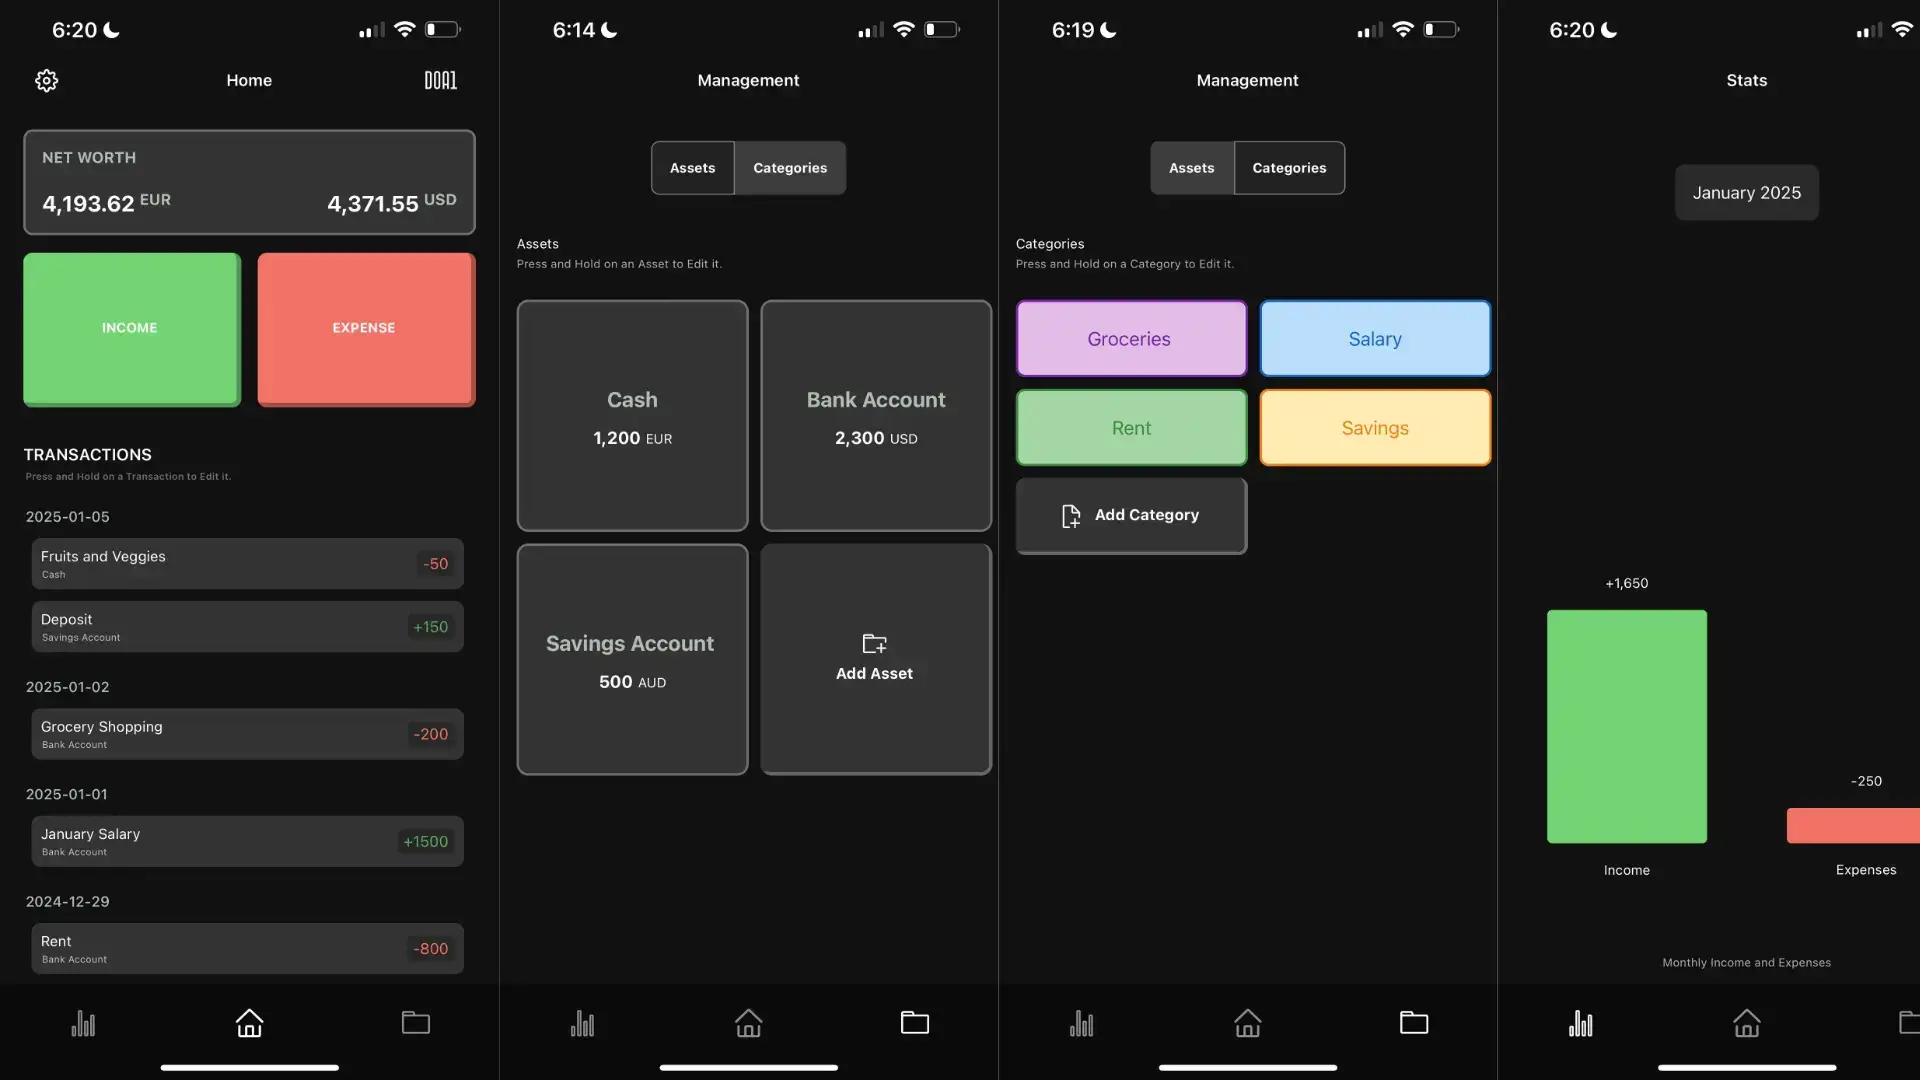 6:20
Home
DOA1
NET WORTH
4,193.62 EUR
4,371.55 USD
INCOME
EXPENSE
TRANSACTIONS
Press and Hold on a Transaction to Edit it.
2025-01-05
Fruits and Veggies
Cash
-50
Deposit
Savings Account
+150
2025-01-02
Grocery Shopping
Bank Account
-200
2025-01-01
January Salary
Bank Account
+1500
2024-12-29
Rent
Bank Account
-800
6:14
Management
Assets
Categories
Assets
Press and Hold on an Asset to Edit it.
Cash
1,200 EUR
Bank Account
2,300 USD
Savings Account
500 AUD
Add Asset
6:19
Management
Assets
Categories
Categories
Press and Hold on a Category to Edit it.
Groceries
Salary
Rent
Savings
Add Category
6:20
Stats
January 2025
+1,650
-250
Income
Expenses
Monthly Income and Expenses